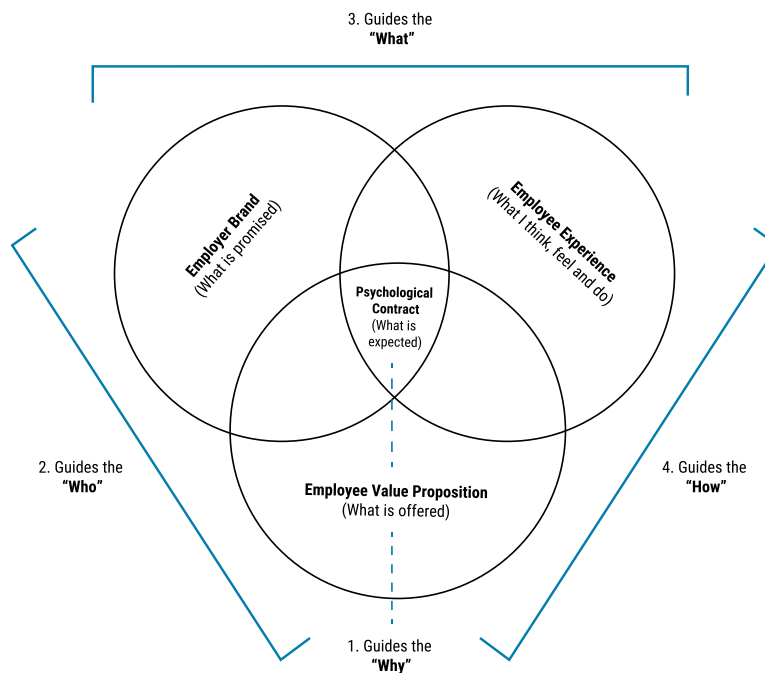 3. Guides the
“What”
Employer Brand
(What is promised)
Employee Experience
(What I think, feel and do)
Psychological
Contract
(What is
expected)
2. Guides the
“Who”
4. Guides the
“How”
Employee Value Proposition
(What is offered)
1. Guides the
“Why”